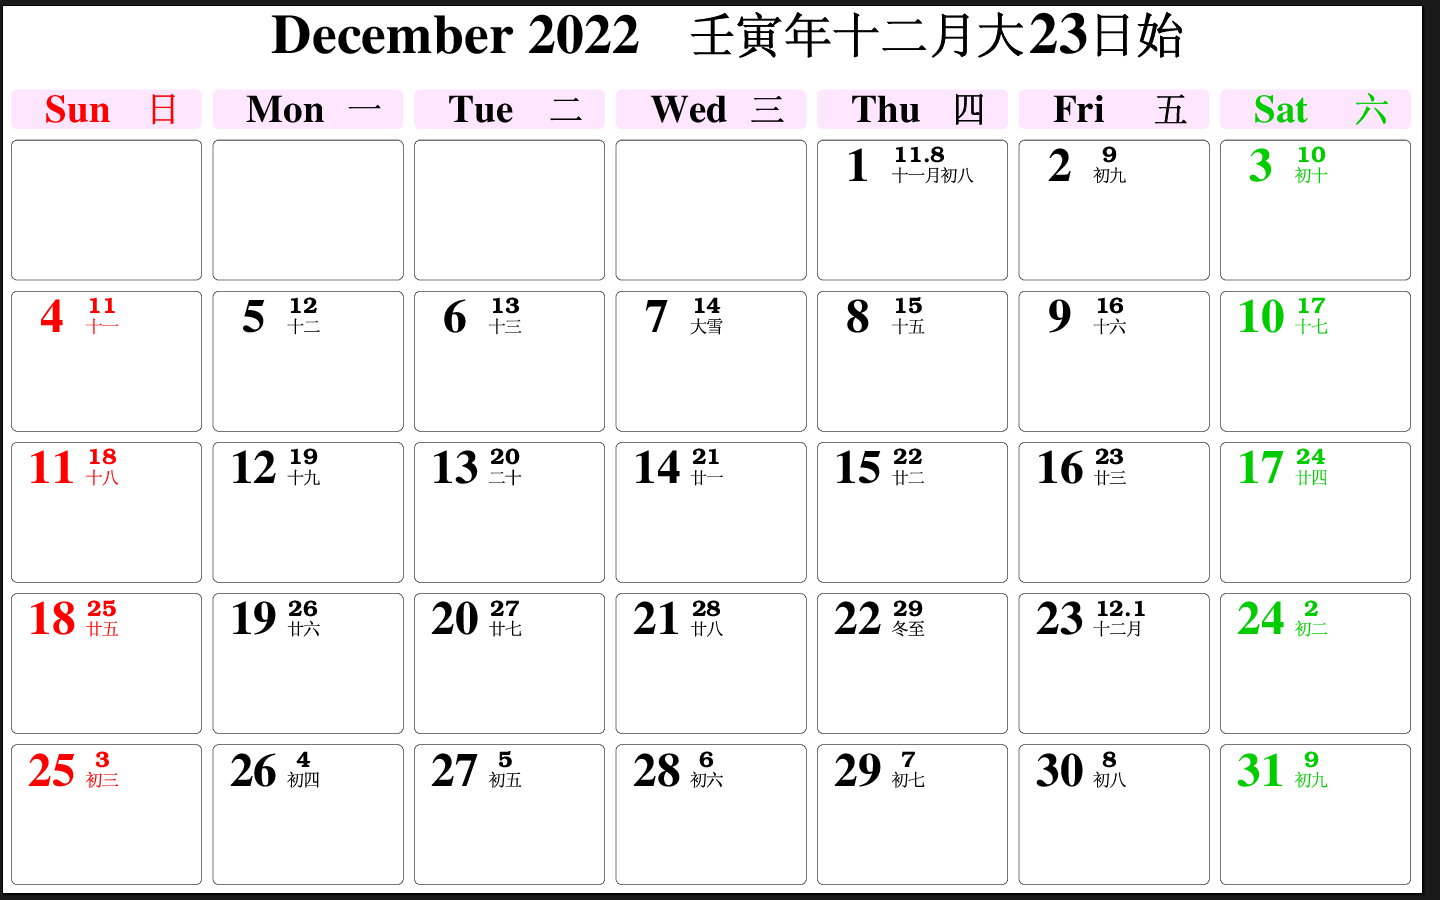 December 2022 壬寅年十二月大23日始
Sun 日 Mon 一 Tue 二 Wed 三 Thu 四 Fri 五 Sat 六
1 11.8 十一月初八
2 9 初九
3 10 初十
4 11 十一
5 12 十二
6 13 十三
7 14 大雪
8 15 十五
9 16 十六
10 17 十七
11 18 十八
12 19 十九
13 20 二十
14 21 廿一
15 22 廿二
16 23 廿三
17 24 廿四
18 25 廿五
19 26 廿六
20 27 廿七
21 28 廿八
22 29 冬至
23 12.1 十二月
24 2 初二
25 3 初三
26 4 初四
27 5 初五
28 6 初六
29 7 初七
30 8 初八
31 9 初九